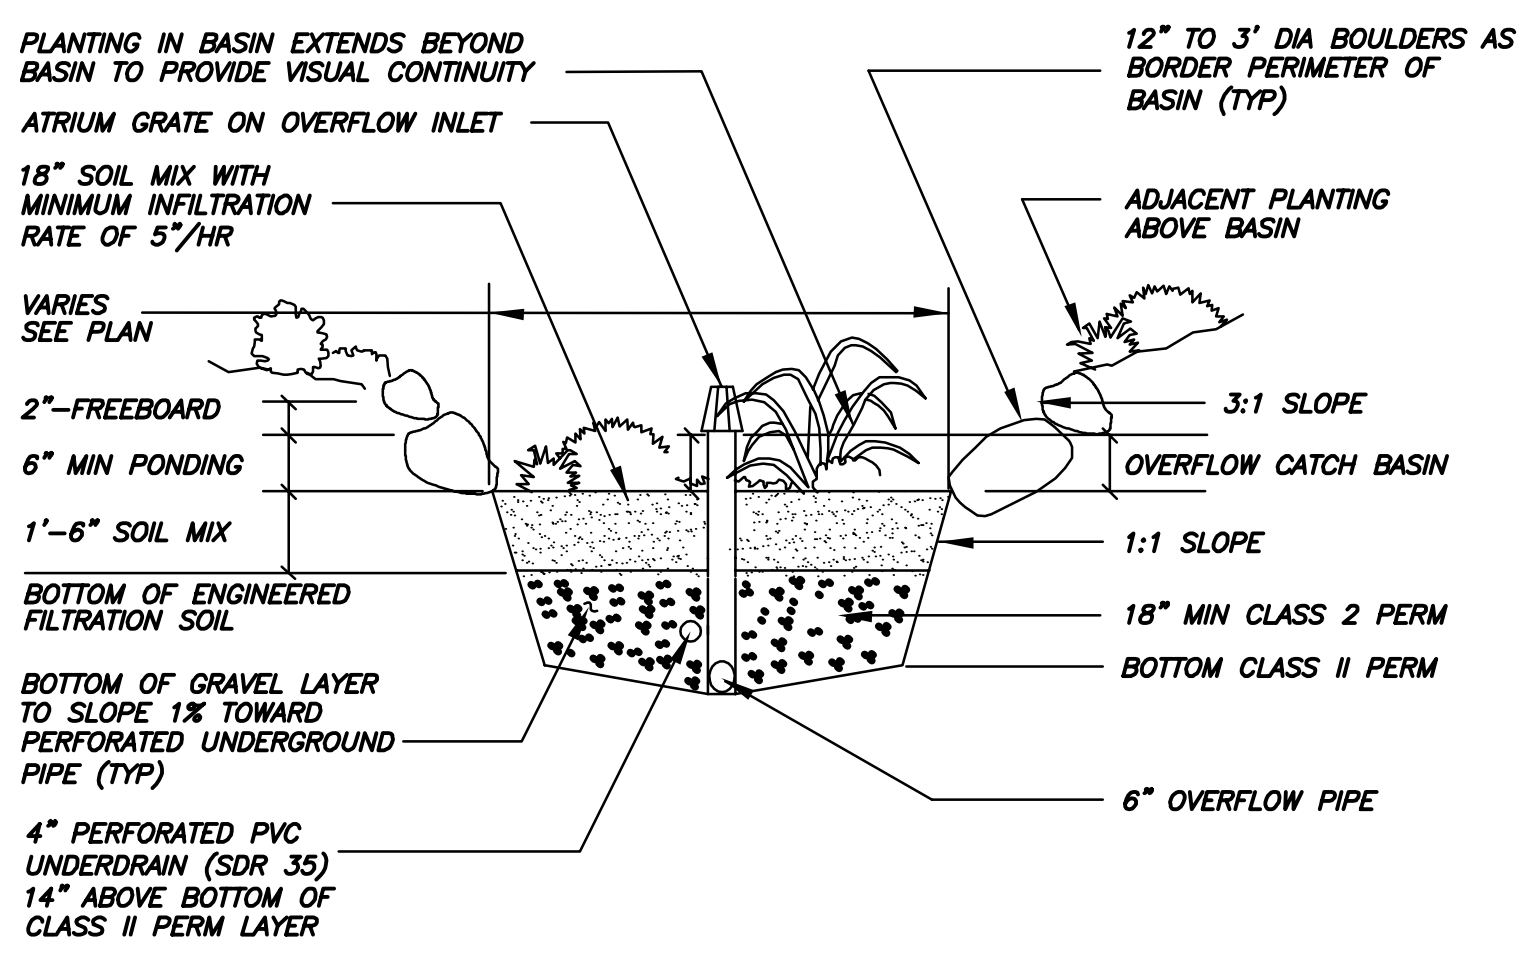 PLANTING IN BASIN EXTENDS BEYOND
BASIN TO PROVIDE VISUAL CONTINUITY
ATRIUM GRATE ON OVERFLOW INLET
18" SOIL MIX WITH
MINIMUM INFILTRATION
RATE OF 5"/HR
VARIES
SEE PLAN
2"-FREEBOARD
6" MIN PONDING
1'-6" SOIL MIX
BOTTOM OF ENGINEERED
FILTRATION SOIL
BOTTOM OF GRAVEL LAYER
TO SLOPE 1% TOWARD
PERFORATED UNDERGROUND
PIPE (TYP)
4" PERFORATED PVC
UNDERDRAIN (SDR 35)
14" ABOVE BOTTOM OF
CLASS II PERM LAYER
12" TO 3' DIA BOULDERS AS
BORDER PERIMETER OF
BASIN (TYP)
ADJACENT PLANTING
ABOVE BASIN
3:1 SLOPE
OVERFLOW CATCH BASIN
1:1 SLOPE
18" MIN CLASS 2 PERM
BOTTOM CLASS II PERM
6" OVERFLOW PIPE